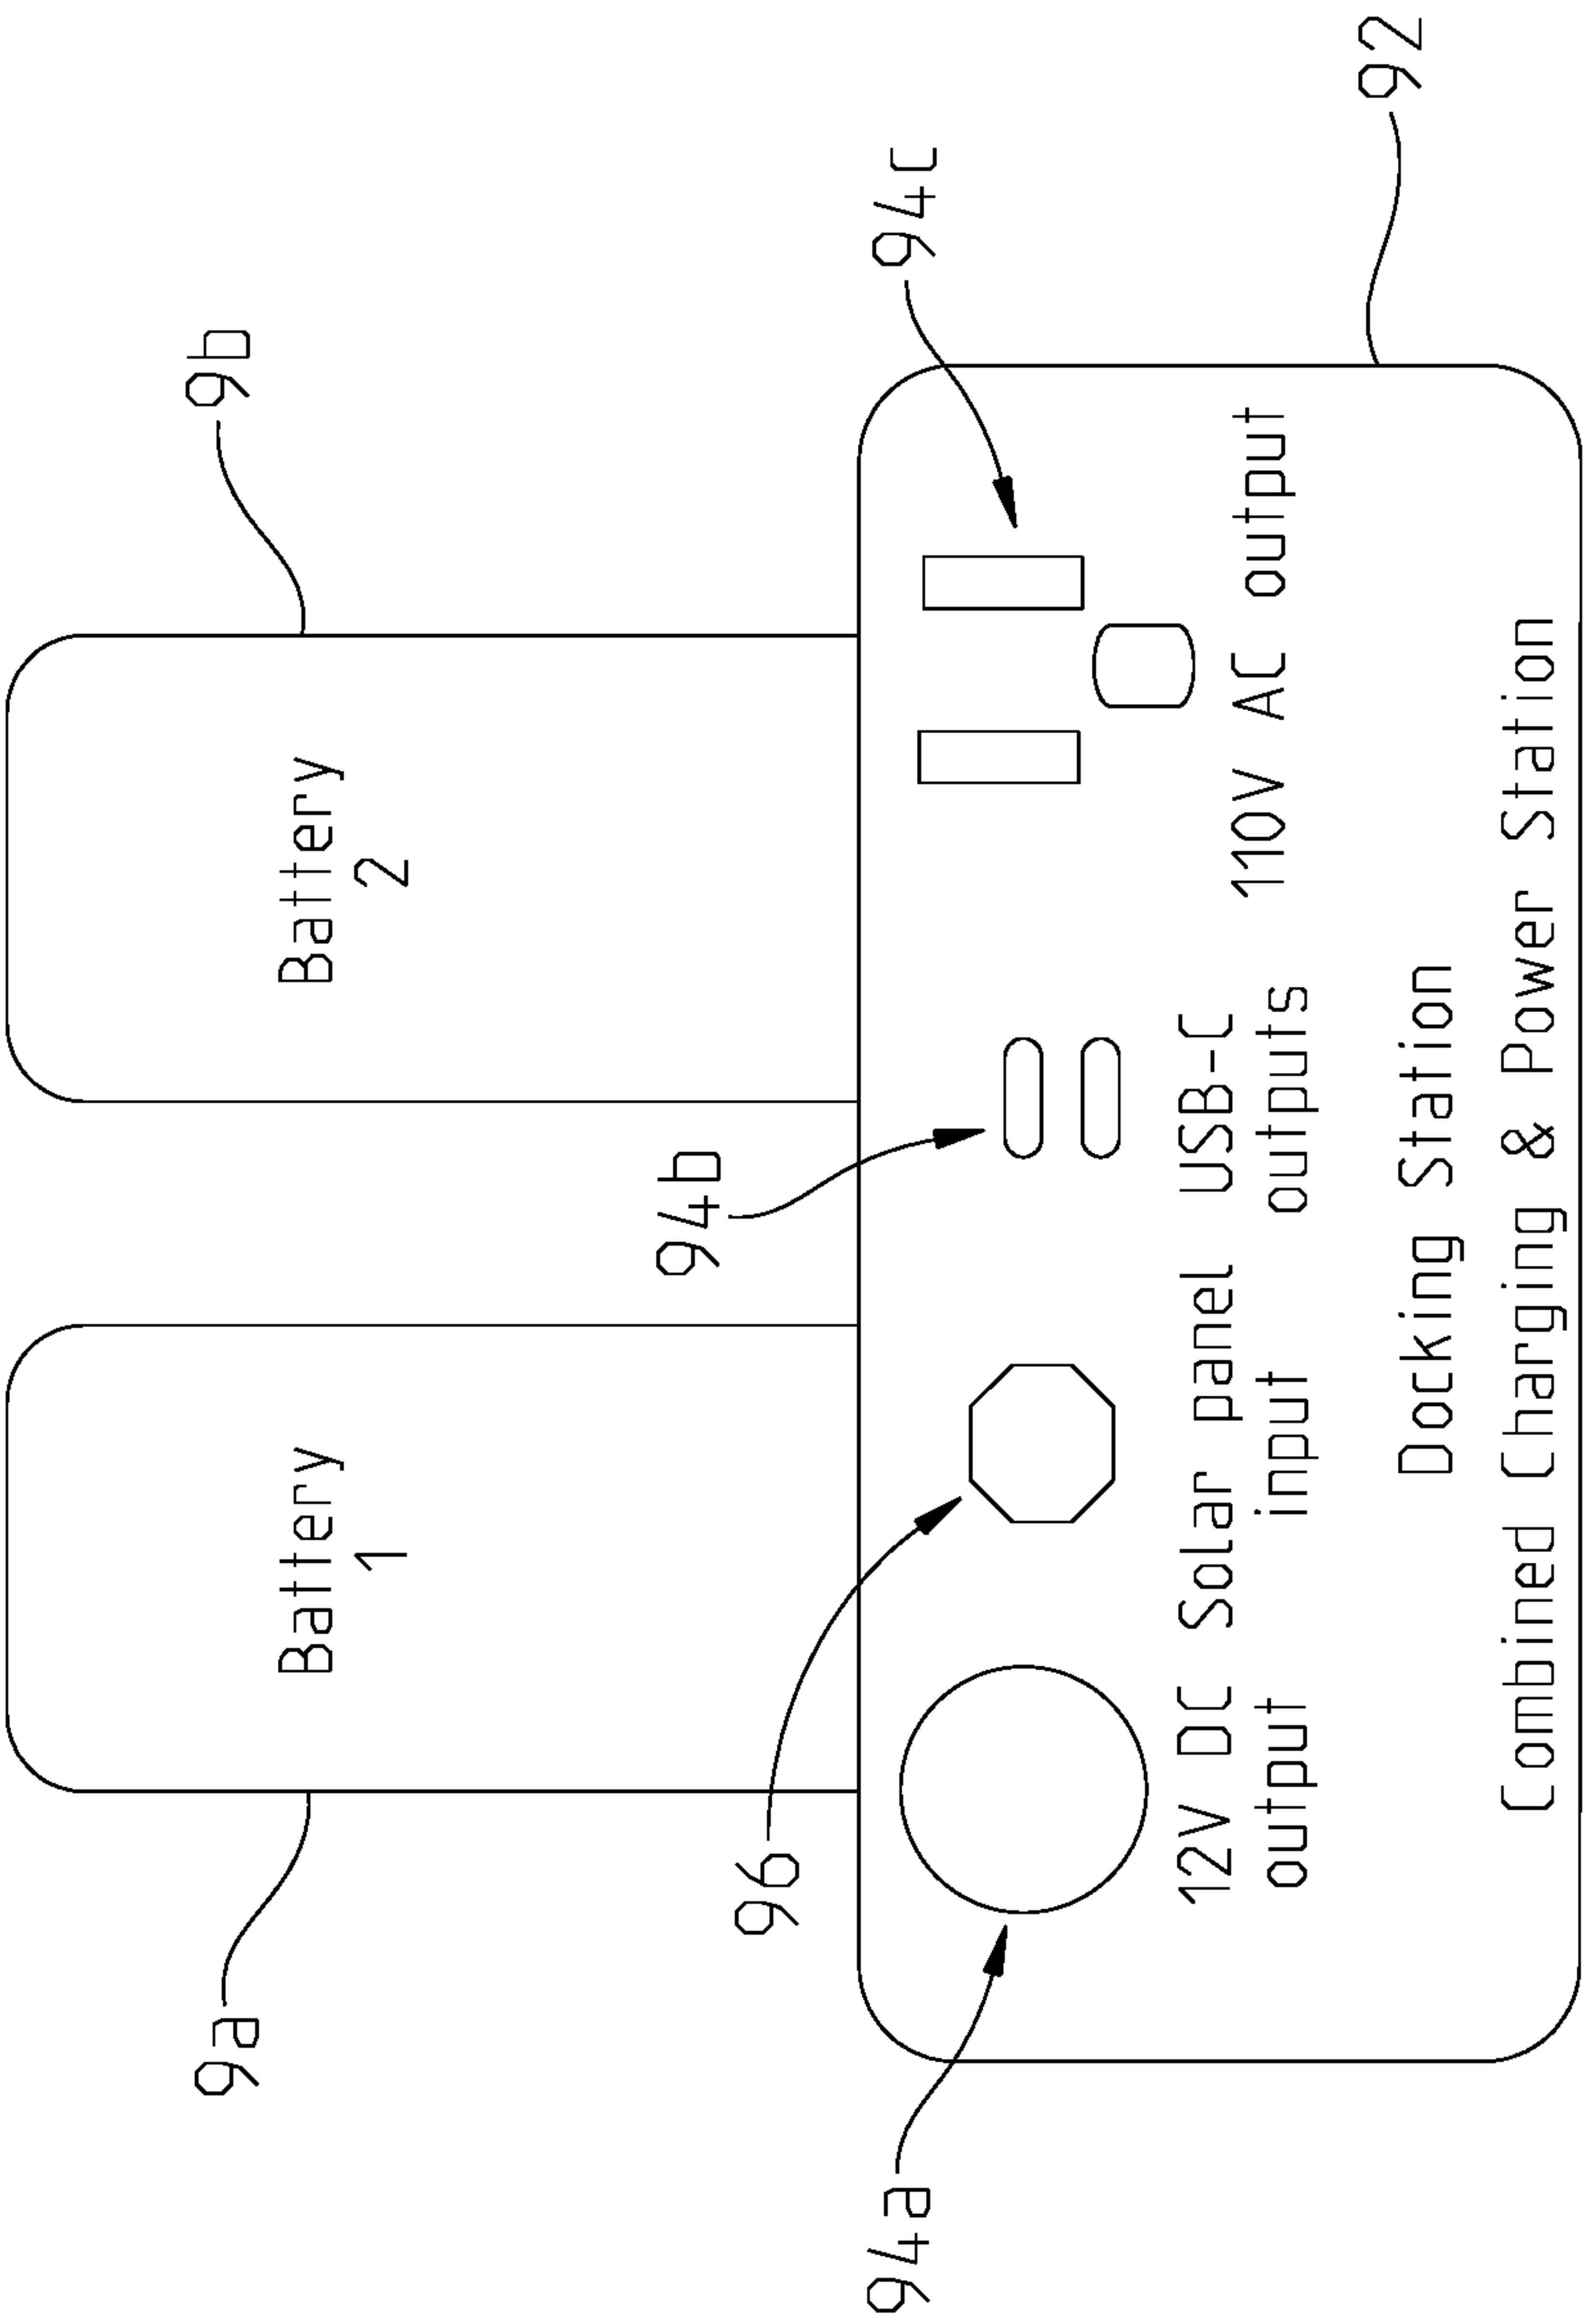 9a
9b
Battery
1
Battery
2
94b
96
94a
94c
12V DC
output
Solar panel
input
USB-C
outputs
110V AC output
Docking Station
Combined Charging & Power Station
92